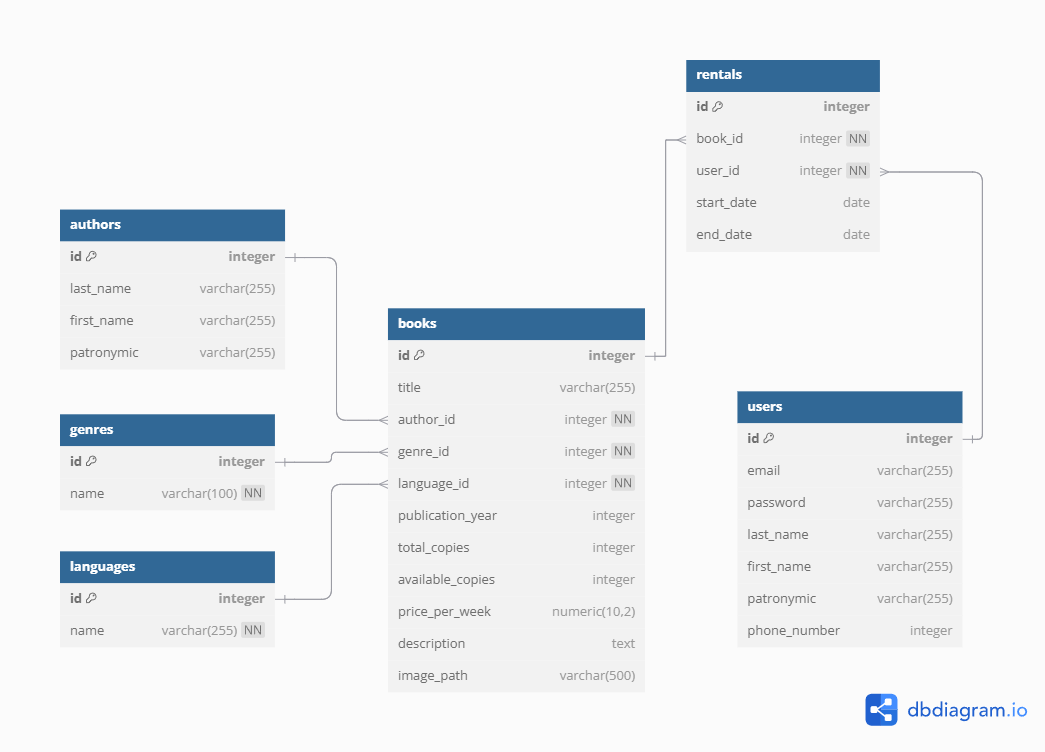 rentals
id integer
book_id integer NN
user_id integer NN
start_date date
end_date date
authors
id integer
last_name varchar(255)
first_name varchar(255)
patronymic varchar(255)
books
id integer
title varchar(255)
author_id integer NN
genre_id integer NN
language_id integer NN
publication_year integer
total_copies integer
available_copies integer
price_per_week numeric(10,2)
description text
image_path varchar(500)
genres
id integer
name varchar(100) NN
languages
id integer
name varchar(255) NN
users
id integer
email varchar(255)
password varchar(255)
last_name varchar(255)
first_name varchar(255)
patronymic varchar(255)
phone_number integer
dbdiagram.io